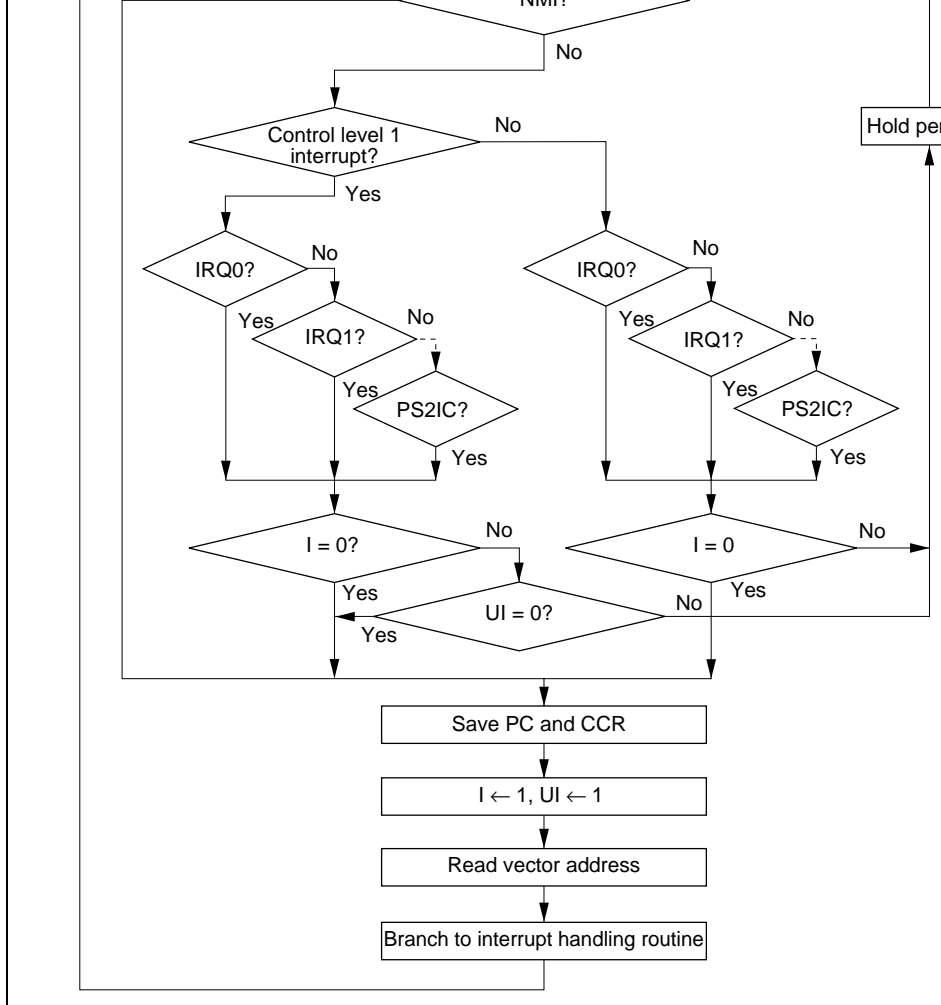 NMI?
No
Control level 1
interrupt?
No
Hold
Yes
IRQ0?
No
IRQ0?
No
Yes
IRQ1?
No
Yes
IRQ1?
No
Yes
PS2IC?
Yes
PS2IC?
Yes
Yes
I = 0?
No
I = 0
No
Yes
UI = 0?
No
Yes
Yes
Save PC and CCR
I ← 1, UI ← 1
Read vector address
Branch to interrupt handling routine